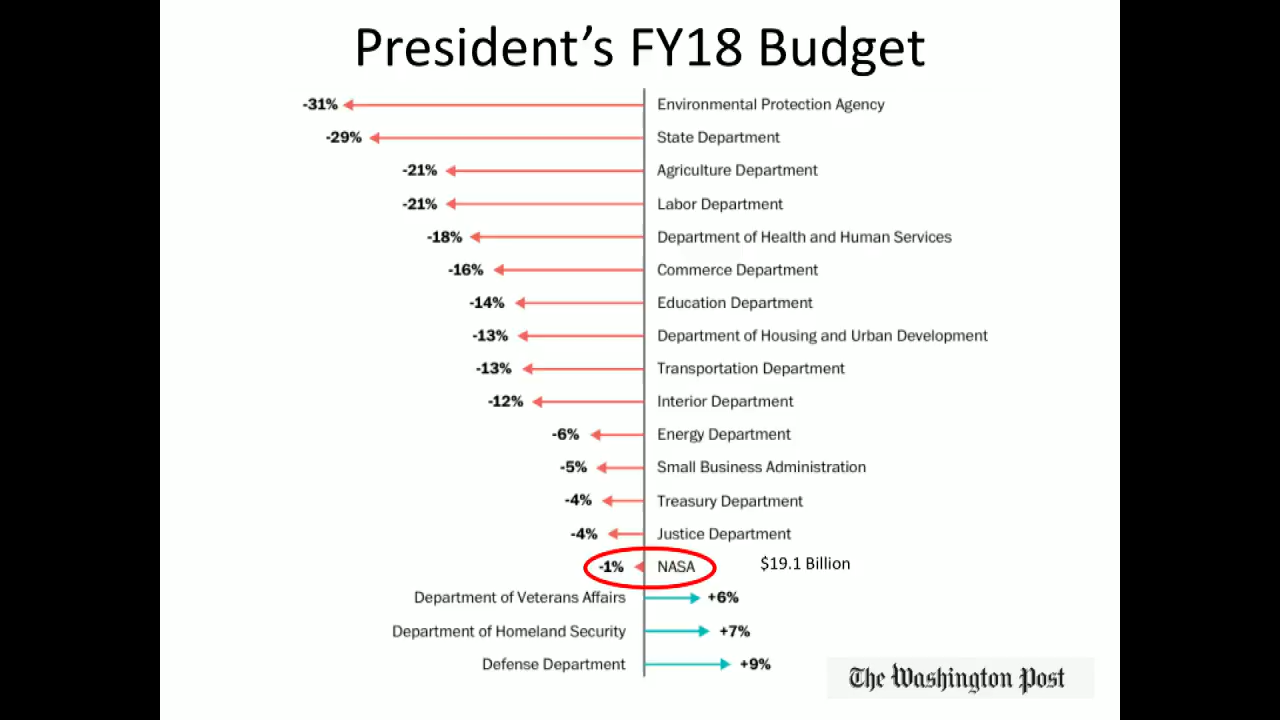 President's FY18 Budget
-31% Environmental Protection Agency
-29% State Department
-21% Agriculture Department
-21% Labor Department
-18% Department of Health and Human Services
-16% Commerce Department
-14% Education Department
-13% Department of Housing and Urban Development
-13% Transportation Department
-12% Interior Department
-6% Energy Department
-5% Small Business Administration
-4% Treasury Department
-4% Justice Department
-1% NASA $19.1 Billion
Department of Veterans Affairs +6%
Department of Homeland Security +7%
Defense Department +9%
The Washington Post